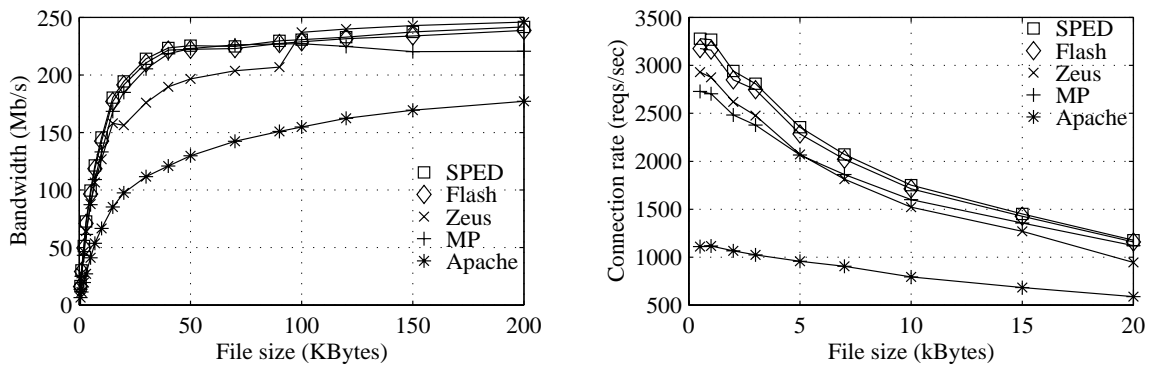 250
200
150
100
50
0
Bandwidth (Mb/s)
0 50 100 150 200
File size (KBytes)
SPED
Flash
Zeus
MP
Apache
3500
3000
2500
2000
1500
1000
500
Connection rate (reqs/sec)
0 5 10 15 20
File size (kBytes)
SPED
Flash
Zeus
MP
Apache